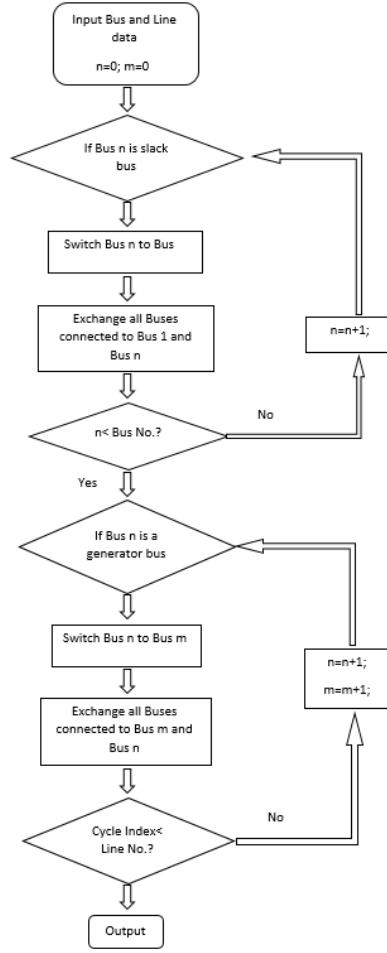 Input Bus and Line
data
n=0; m=0
If Bus n is slack
bus
Switch Bus n to Bus
Exchange all Buses
connected to Bus 1 and
Bus n
n=n+1;
n< Bus No.?
No
Yes
If Bus n is a
generator bus
Switch Bus n to Bus m
n=n+1;
m=m+1;
Exchange all Buses
connected to Bus m and
Bus n
Cycle Index<
Line No.?
No
Output